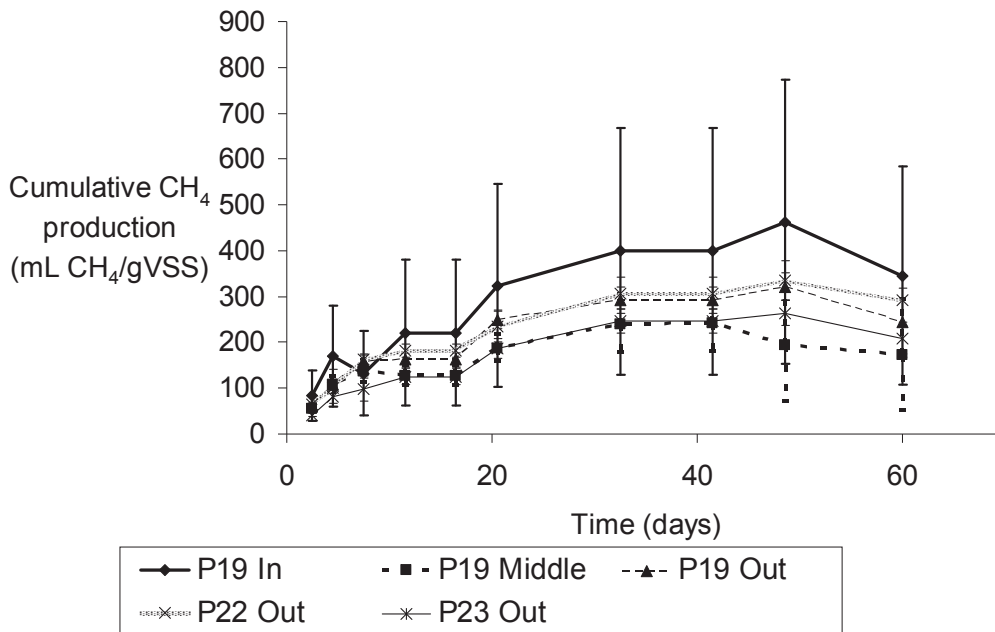 900
800
700
600
500
400
300
200
100
0
Cumulative CH₄
production
(mL CH₄/gVSS)
0 20 40 60
Time (days)
P19 In P19 Middle P19 Out
P22 Out P23 Out